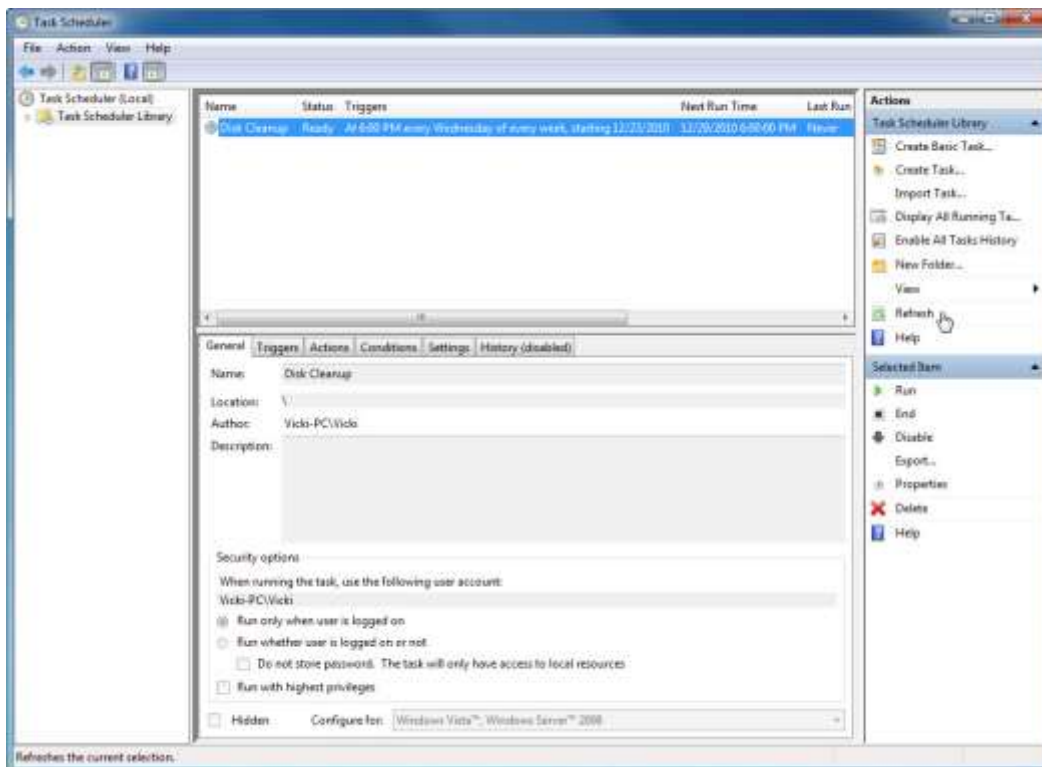 Task Scheduler
File Action View Help
Task Scheduler (Local)
Task Scheduler Library
Name Status Triggers Next Run Time Last Run
Disk Cleanup Ready At 6:00 PM every Wednesday of every week, starting 12/23/2010 12/29/2010 6:00:00 PM Never
General Triggers Actions Conditions Settings History (disabled)
Name: Disk Cleanup
Location: \
Author: Vicki-PC\Vicki
Description:
Security options
When running the task, use the following user account:
Vicki-PC\Vicki
Run only when user is logged on
Run whether user is logged on or not
Do not store password. The task will only have access to local resources
Run with highest privileges
Hidden Configure for: Windows Vista™, Windows Server™ 2008
Actions
Task Scheduler Library
Create Basic Task...
Create Task...
Import Task...
Display All Running Ta...
Enable All Tasks History
New Folder...
View
Refresh
Help
Selected Item
Run
End
Disable
Export...
Properties
Delete
Help
Refreshes the current selection.